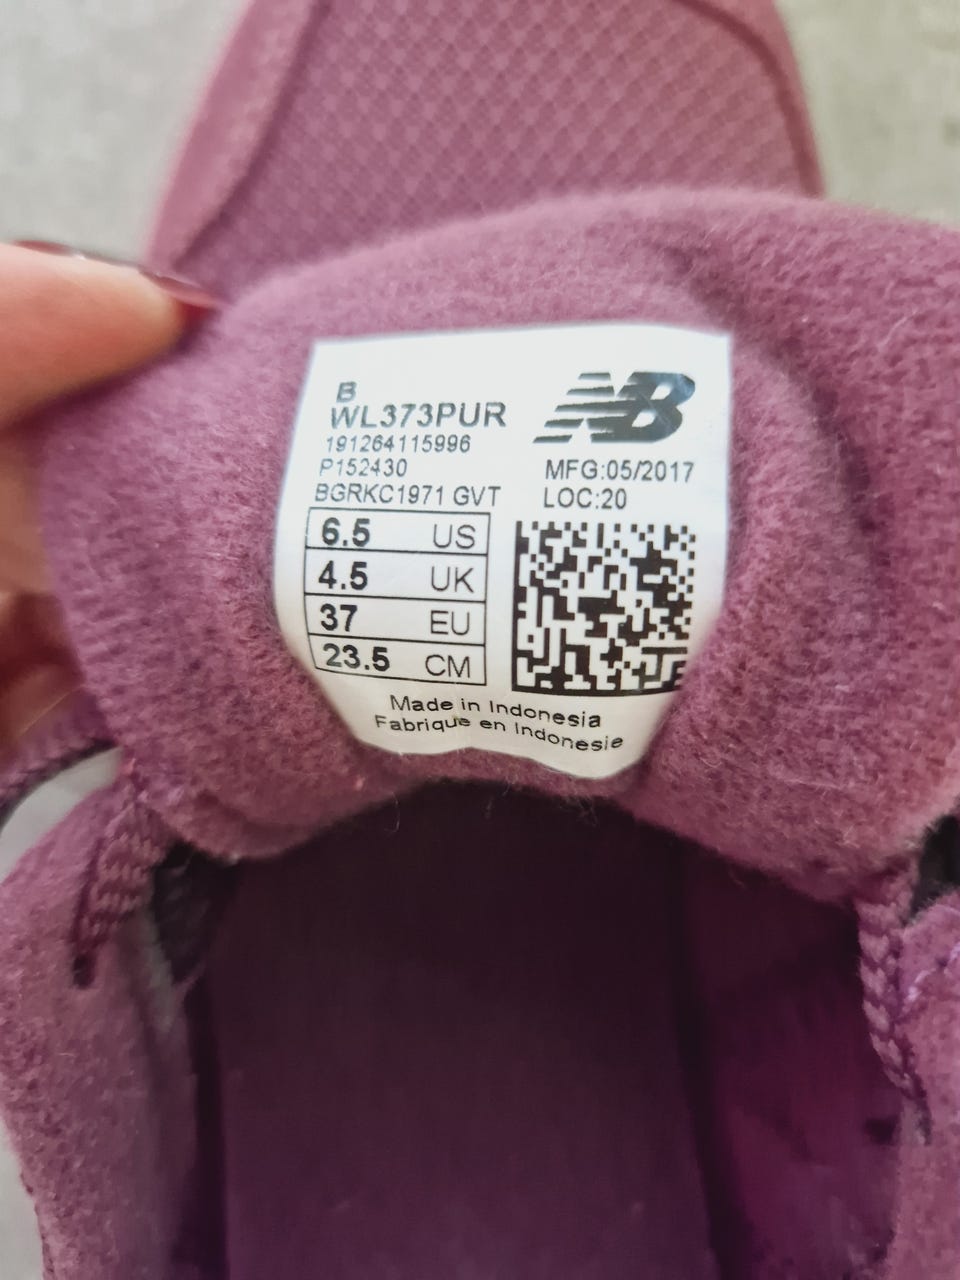 B
WL373PUR
191264115996
P152430
BGRKC1971 GVT
NB
MFG:05/2017
LOC:20
6.5 US
4.5 UK
37 EU
23.5 CM
Made in Indonesia
Fabrique en Indonesie